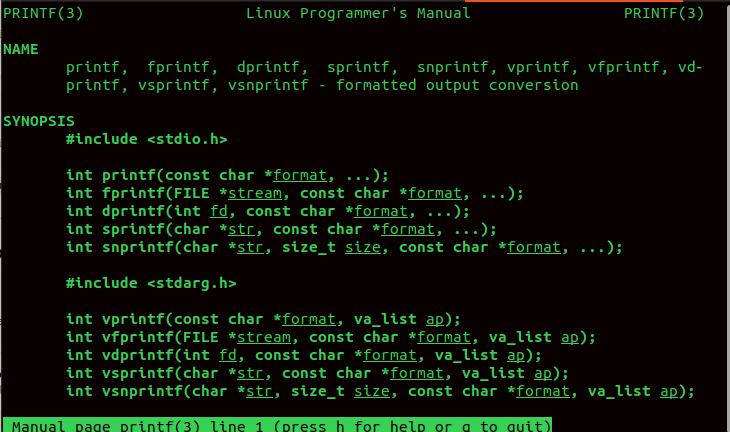 PRINTF(3) Linux Programmer's Manual PRINTF(3)
NAME
printf, fprintf, dprintf, sprintf, snprintf, vprintf, vfprintf, vd-
printf, vsprintf, vsnprintf - formatted output conversion
SYNOPSIS
#include <stdio.h>
int printf(const char *format, ...);
int fprintf(FILE *stream, const char *format, ...);
int dprintf(int fd, const char *format, ...);
int sprintf(char *str, const char *format, ...);
int snprintf(char *str, size_t size, const char *format, ...);
#include <stdarg.h>
int vprintf(const char *format, va_list ap);
int vfprintf(FILE *stream, const char *format, va_list ap);
int vdprintf(int fd, const char *format, va_list ap);
int vsprintf(char *str, const char *format, va_list ap);
int vsnprintf(char *str, size_t size, const char *format, va_list ap);
Manual page printf(3) line 1 (press h for help or q to quit)